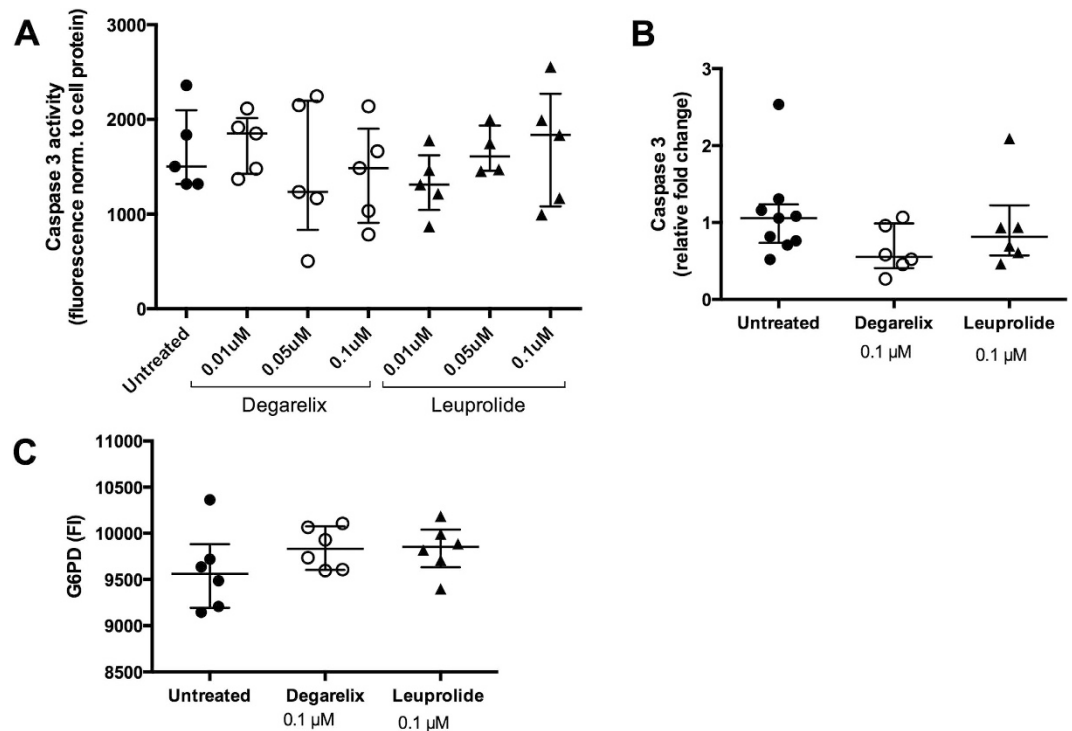 A
Caspase 3 activity
(fluorescence norm. to cell protein)
3000
2000
1000
0
Untreated
0.01uM
0.05uM
0.1uM
0.01uM
0.05uM
0.1uM
Degarelix
Leuprolide
B
Caspase 3
(relative fold change)
3
2
1
0
Untreated
Degarelix
Leuprolide
0.1 µM
0.1 µM
C
G6PD (FI)
11000
10500
10000
9500
9000
8500
Untreated
Degarelix
Leuprolide
0.1 µM
0.1 µM